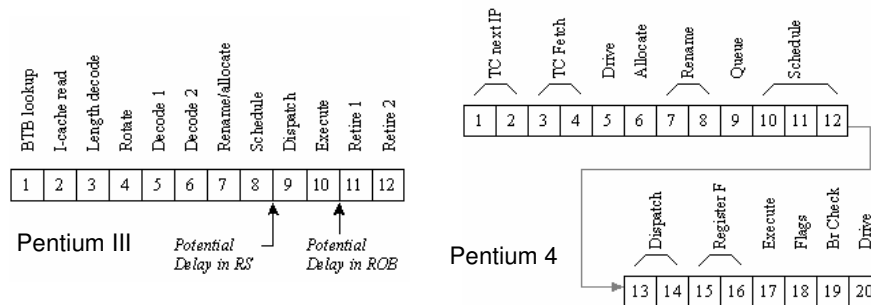 BTB lookup
I-cache read
Length decode
Rotate
Decode 1
Decode 2
Rename/allocate
Schedule
Dispatch
Execute
Retire 1
Retire 2
1 2 3 4 5 6 7 8 9 10 11 12
Pentium III
Potential
Delay in RS
Potential
Delay in ROB
TC next IP
TC Fetch
Drive
Allocate
Rename
Queue
Schedule
1 2 3 4 5 6 7 8 9 10 11 12
Pentium 4
Dispatch
Register F
Execute
Flags
Br Check
Drive
13 14 15 16 17 18 19 20